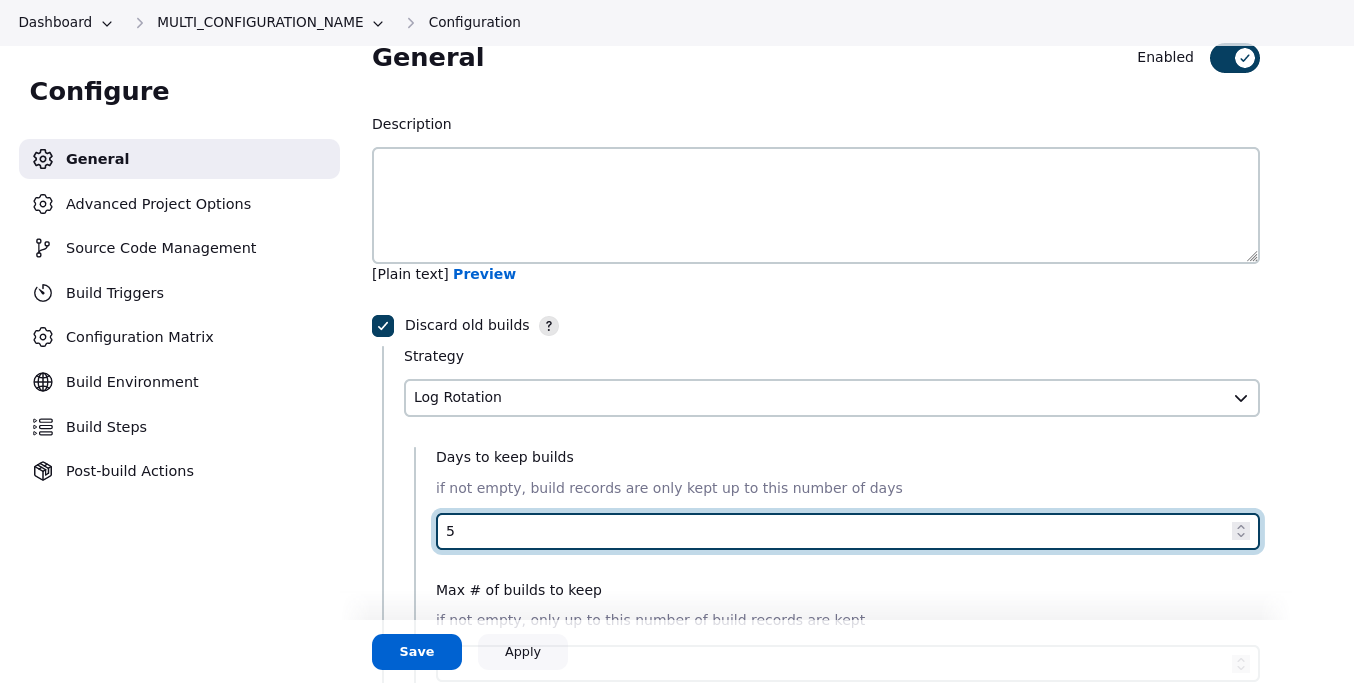 Dashboard
MULTI_CONFIGURATION_NAME
Configuration
Configure
General
Advanced Project Options
Source Code Management
Build Triggers
Configuration Matrix
Build Environment
Build Steps
Post-build Actions
General
Enabled
Description
[Plain text] Preview
Discard old builds ?
Strategy
Log Rotation
Days to keep builds
if not empty, build records are only kept up to this number of days
5
Max # of builds to keep
if not empty, only up to this number of build records are kept
Save
Apply